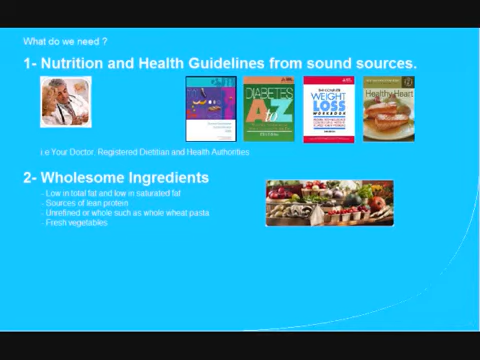 What do we need ?
1- Nutrition and Health Guidelines from sound sources.
DIABETES
A to Z
WEIGHT
LOSS
WORKBOOK
Healthy Heart
i.e Your Doctor. Registered Dietitian and Health Authorities
2- Wholesome Ingredients
- Low in total fat and low in saturated fat
- Sources of lean protein
- Unrefined or whole such as whole wheat pasta
- Fresh vegetables